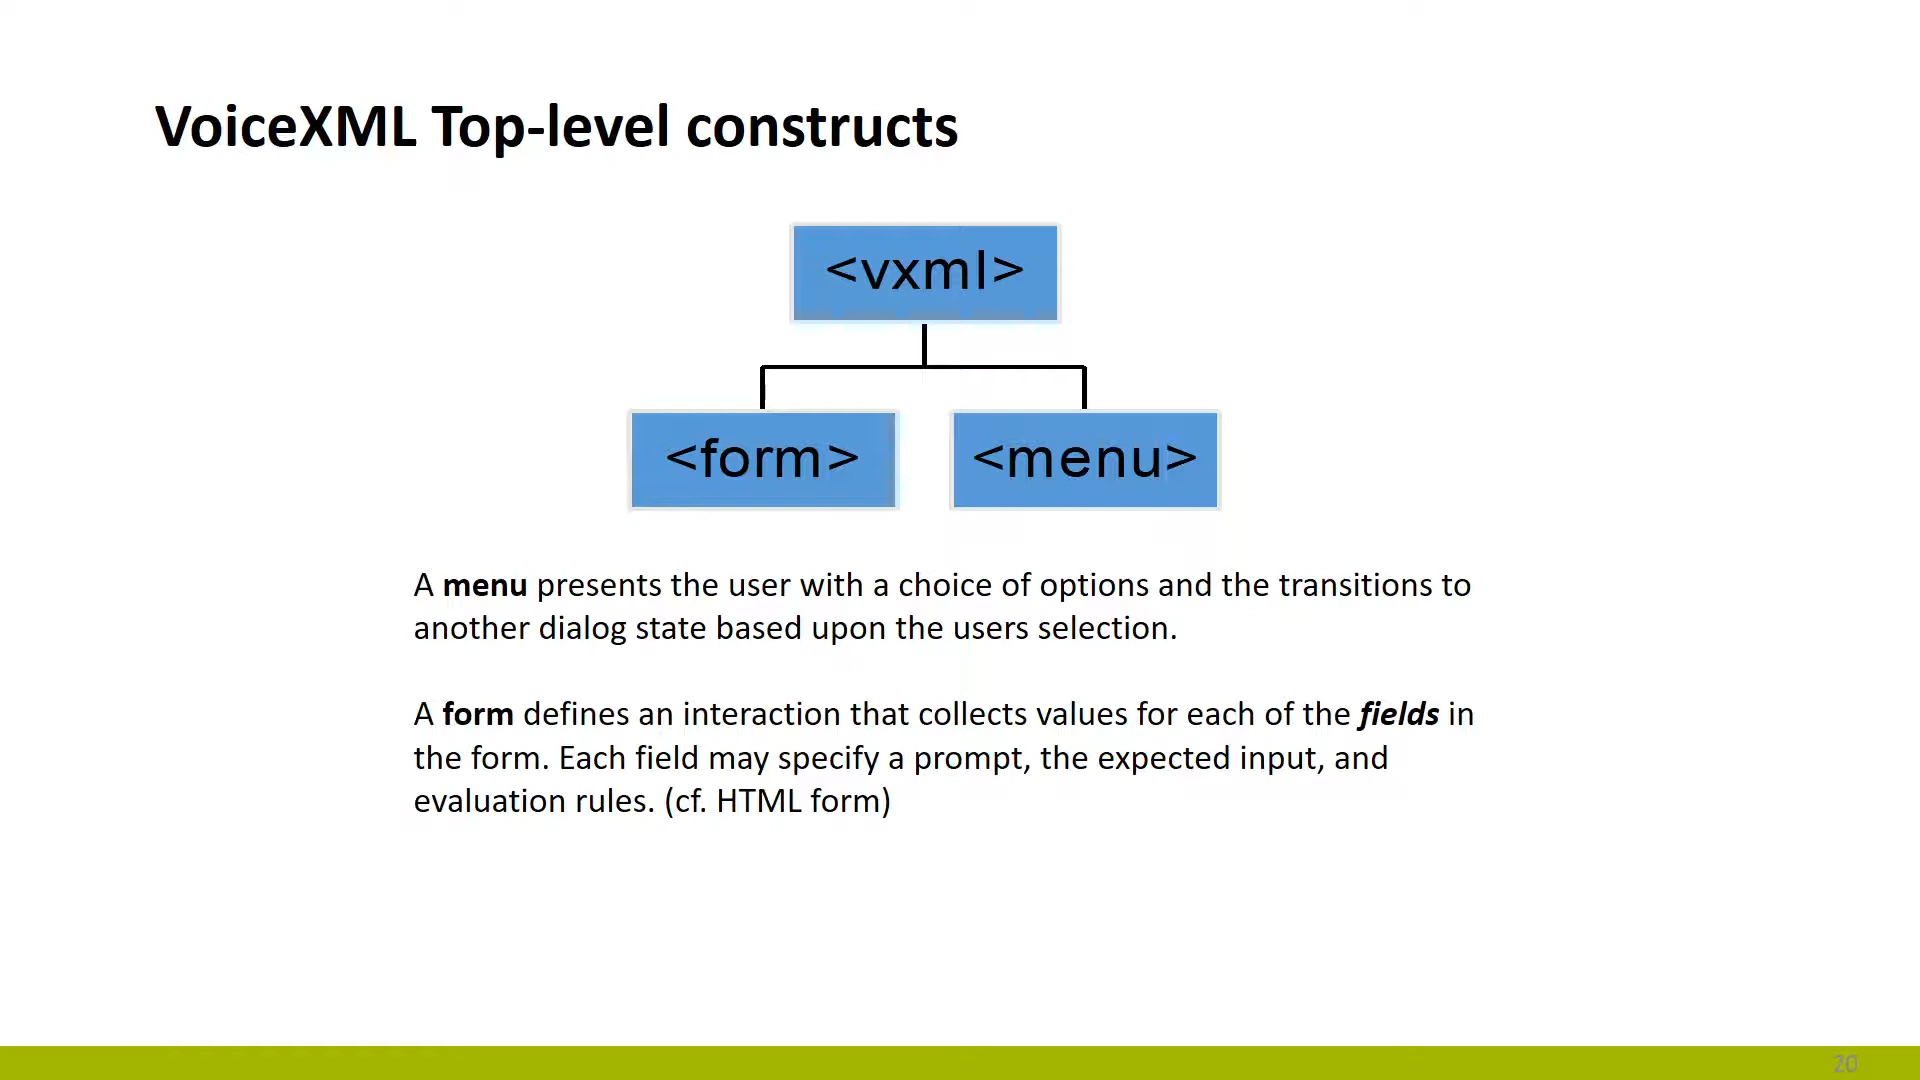 VoiceXML Top-level constructs
<vxml>
<form>
<menu>
A menu presents the user with a choice of options and the transitions to
another dialog state based upon the users selection.
A form defines an interaction that collects values for each of the fields in
the form. Each field may specify a prompt, the expected input, and
evaluation rules. (cf. HTML form)
20